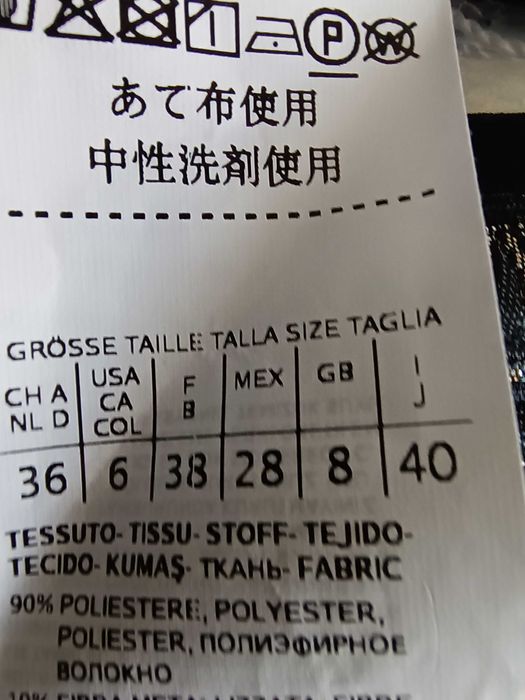 P W
あて布使用
中性洗剤使用
GRÖSSE TAILLE TALLA SIZE TAGLIA
CH A NL D
USA CA COL
F B
MEX
GB
I J
36 6 38 28 8 40
TESSUTO- TISSU- STOFF- TEJIDO-
TECIDO- KUMAŞ- ТКАНЬ- FABRIC
90% POLIESTERE, POLYESTER,
POLIESTER, ПОЛИЭФИРНОЕ
ВОЛОКНО